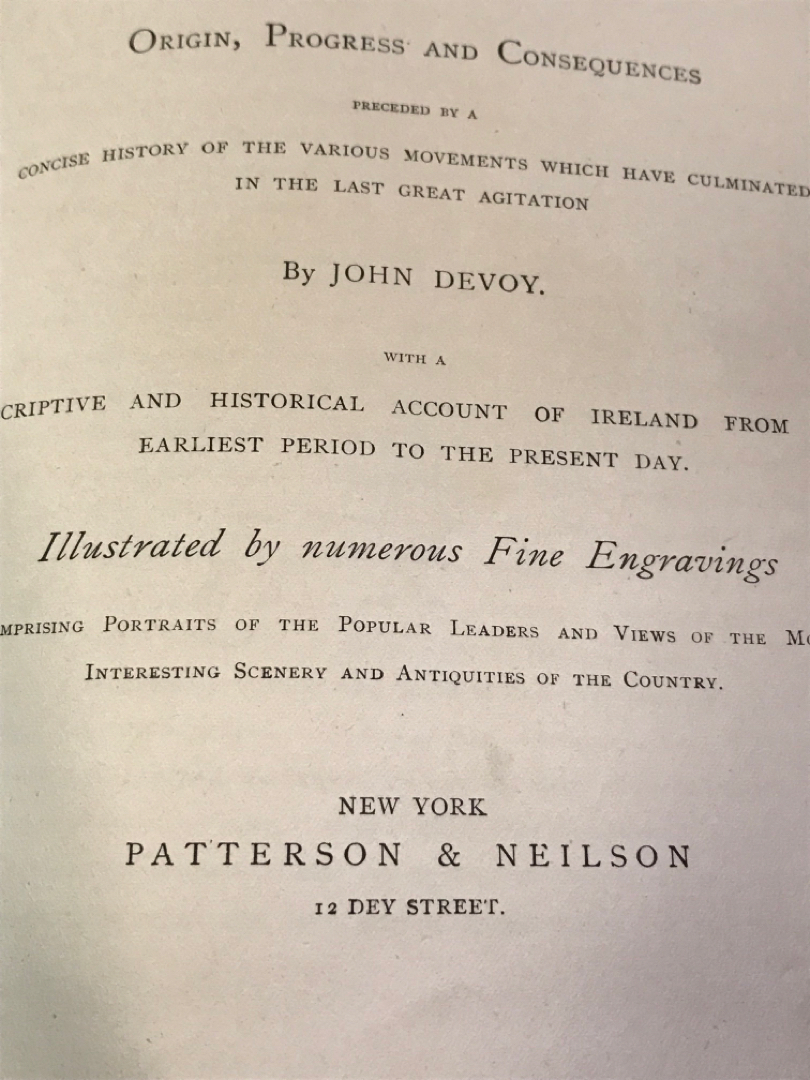 ORIGIN, PROGRESS AND CONSEQUENCES
PRECEDED BY A
CONCISE HISTORY OF THE VARIOUS MOVEMENTS WHICH HAVE CULMINATED
IN THE LAST GREAT AGITATION
By JOHN DEVOY.
WITH A
CRIPTIVE AND HISTORICAL ACCOUNT OF IRELAND FROM
EARLIEST PERIOD TO THE PRESENT DAY.
Illustrated by numerous Fine Engravings
MPRISING PORTRAITS OF THE POPULAR LEADERS AND VIEWS OF THE MO
INTERESTING SCENERY AND ANTIQUITIES OF THE COUNTRY.
NEW YORK
PATTERSON & NEILSON
12 DEY STREET.